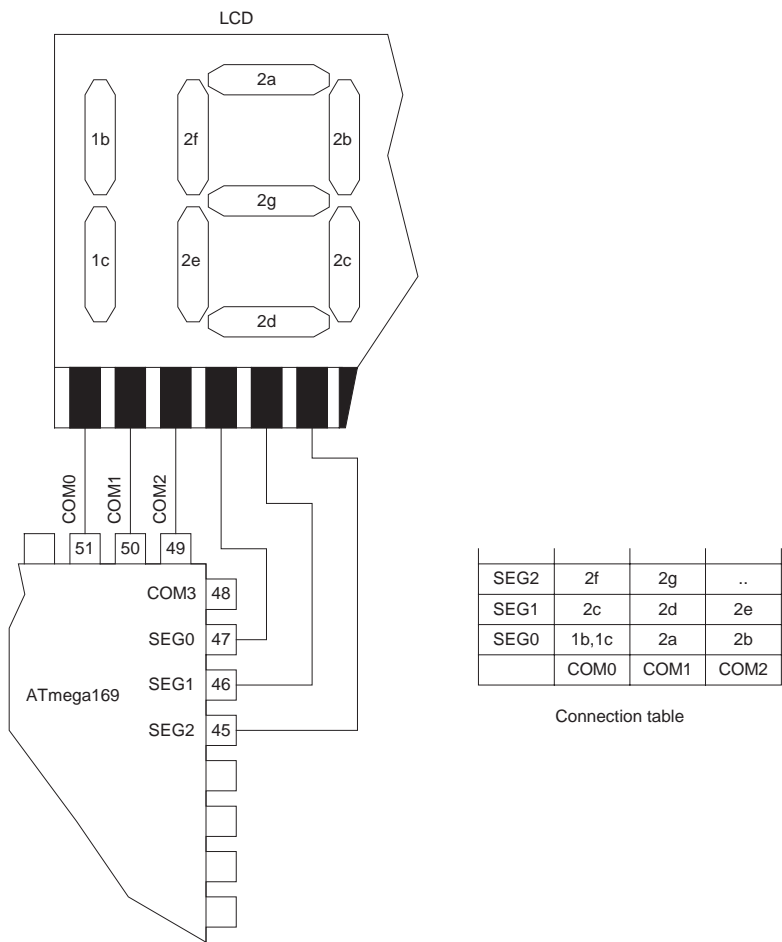 LCD
2a
1b 2f 2b
2g
1c 2e 2c
2d
COM0 COM1 COM2
51 50 49
COM3 48
SEG0 47
SEG1 46
ATmega169
SEG2 45
SEG2 2f 2g ..
SEG1 2c 2d 2e
SEG0 1b,1c 2a 2b
COM0 COM1 COM2
Connection table